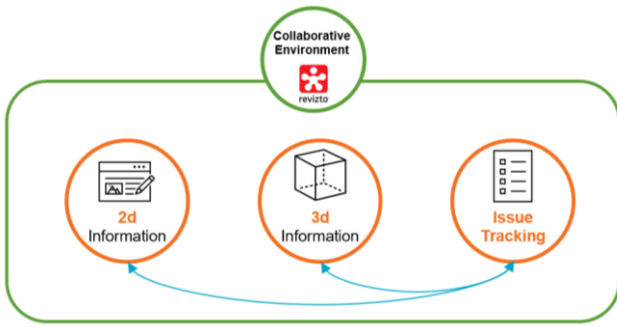 Collaborative
Environment
revizto
2d
Information
3d
Information
Issue
Tracking